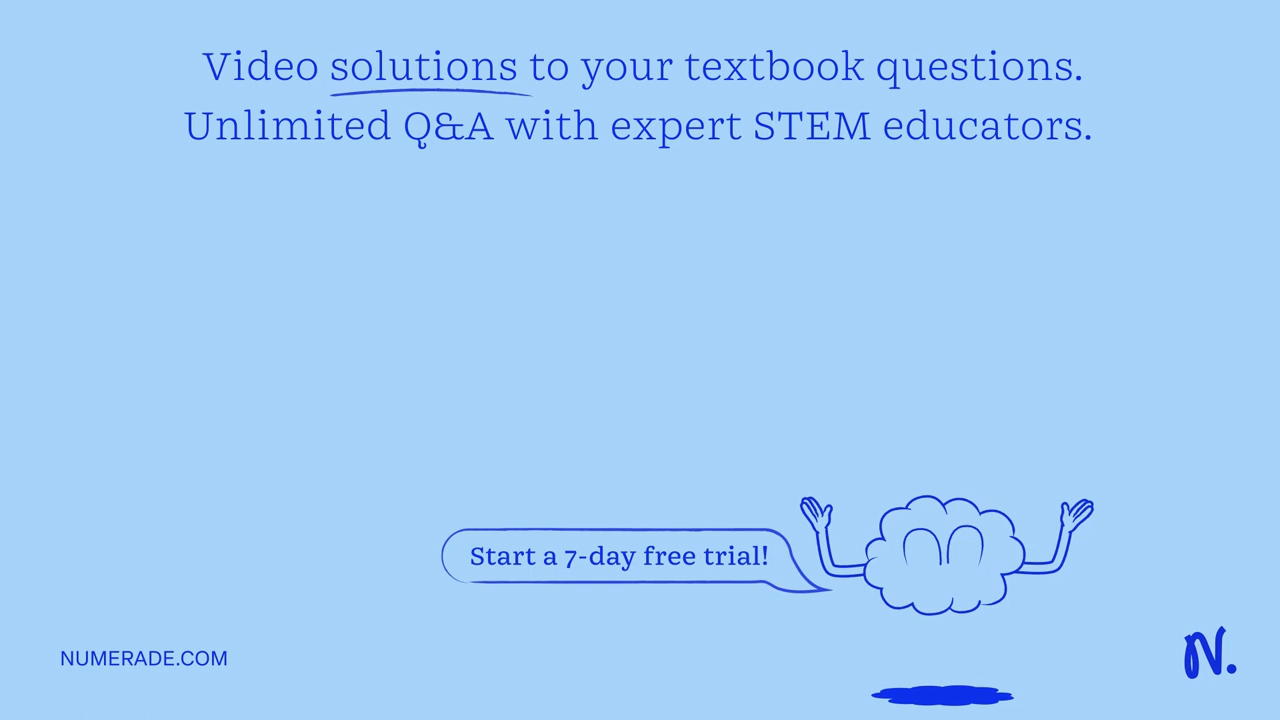 Video solutions to your textbook questions.
Unlimited Q&A with expert STEM educators.
Start a 7-day free trial!
NUMERADE.COM
N.